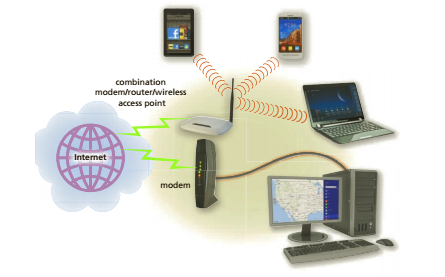 combination
modem/router/wireless
access point
Internet
modem